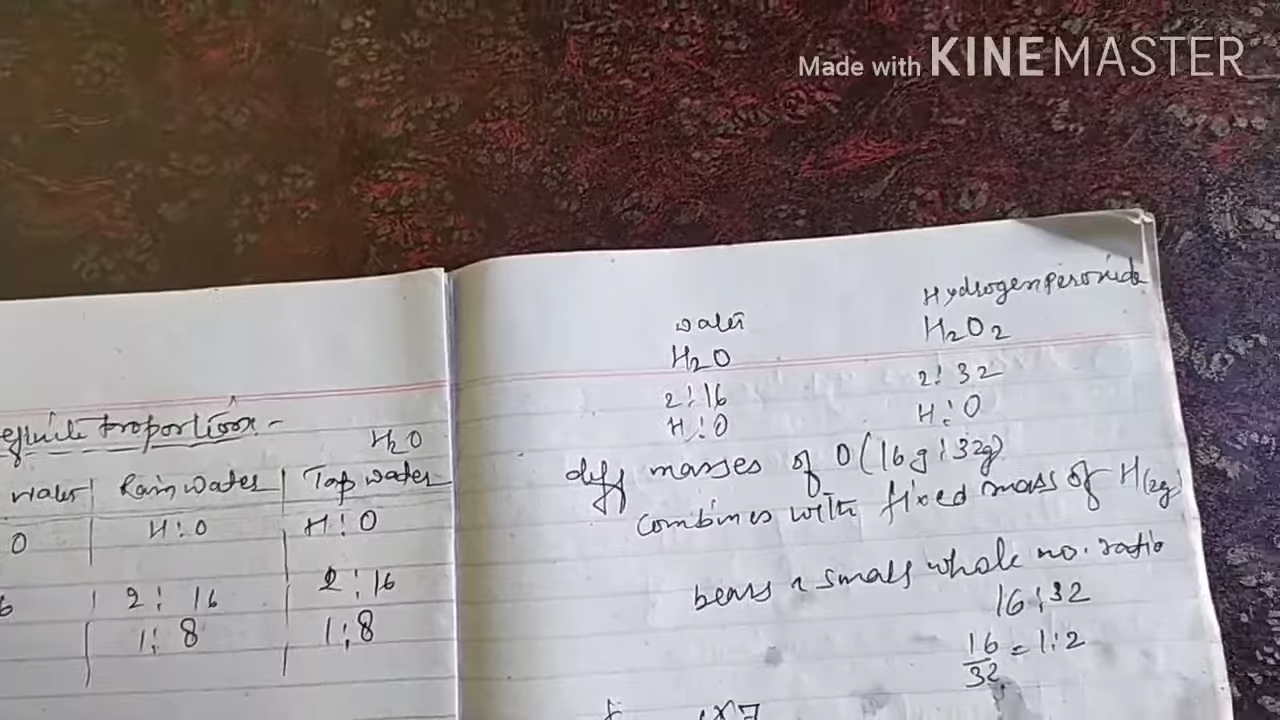 Made with KINEMASTER
efinite proportion -
H₂O
water Rain water Tap water
O H:O H:O
6 2 : 16 2 : 16
1 : 8 1 : 8
water Hydrogen peroxide
H₂O H₂O₂
2:16 2:32
H:O H:O
diff masses of O (16g:32g)
combines with fixed mass of H(2g)
bears a small whole no. ratio
16:32
16/32 = 1:2